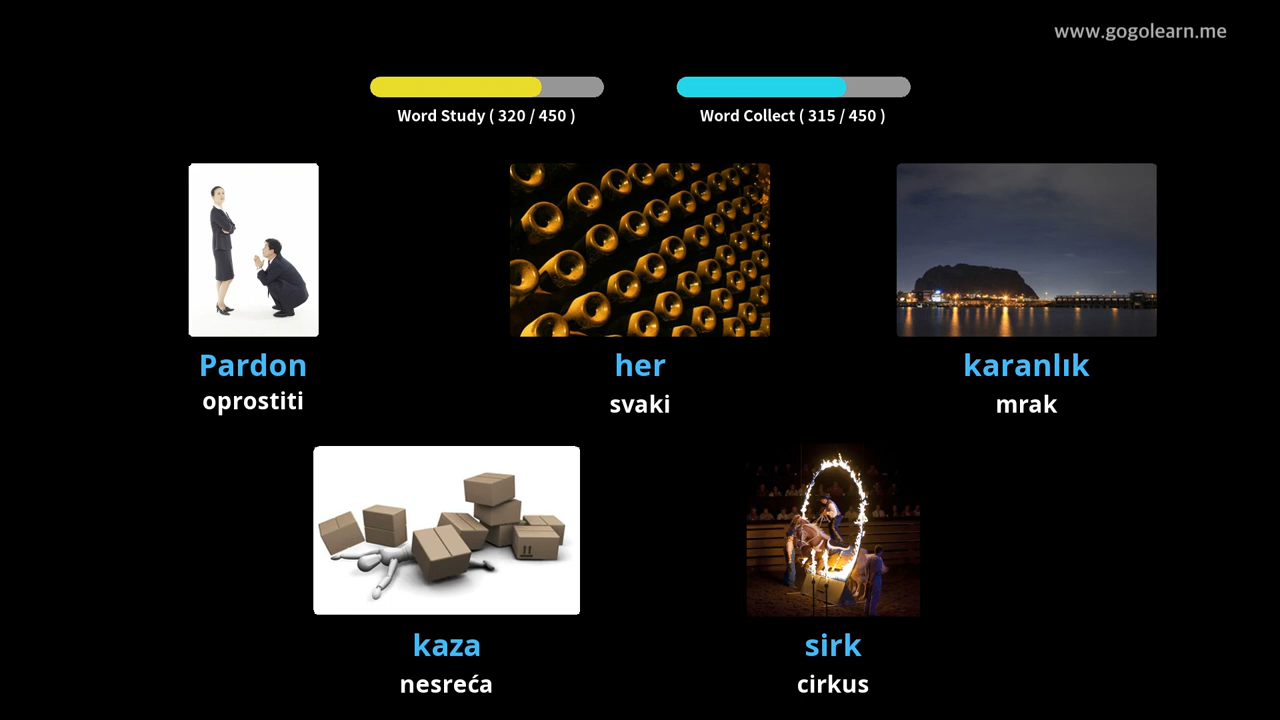 www.gogolearn.me
Word Study ( 320 / 450 )
Word Collect ( 315 / 450 )
Pardon
oprostiti
her
svaki
karanlık
mrak
kaza
nesreća
sirk
cirkus